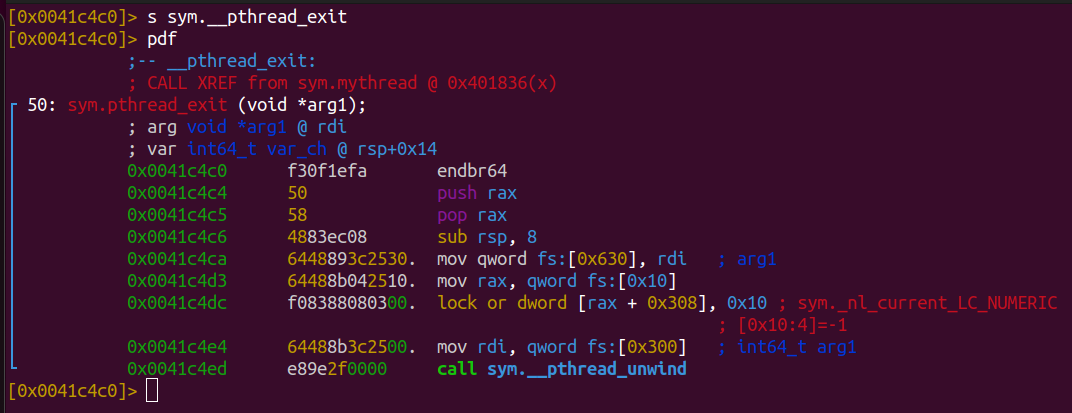 [0x0041c4c0]> s sym.__pthread_exit
[0x0041c4c0]> pdf
;-- __pthread_exit:
; CALL XREF from sym.mythread @ 0x401836(x)
50: sym.pthread_exit (void *arg1);
; arg void *arg1 @ rdi
; var int64_t var_ch @ rsp+0x14
0x0041c4c0 f30f1efa endbr64
0x0041c4c4 50 push rax
0x0041c4c5 58 pop rax
0x0041c4c6 4883ec08 sub rsp, 8
0x0041c4ca 6448893c2530. mov qword fs:[0x630], rdi ; arg1
0x0041c4d3 64488b042510. mov rax, qword fs:[0x10]
0x0041c4dc f08388080300. lock or dword [rax + 0x308], 0x10 ; sym._nl_current_LC_NUMERIC
; [0x10:4]=-1
0x0041c4e4 64488b3c2500. mov rdi, qword fs:[0x300] ; int64_t arg1
0x0041c4ed e89e2f0000 call sym.__pthread_unwind
[0x0041c4c0]>